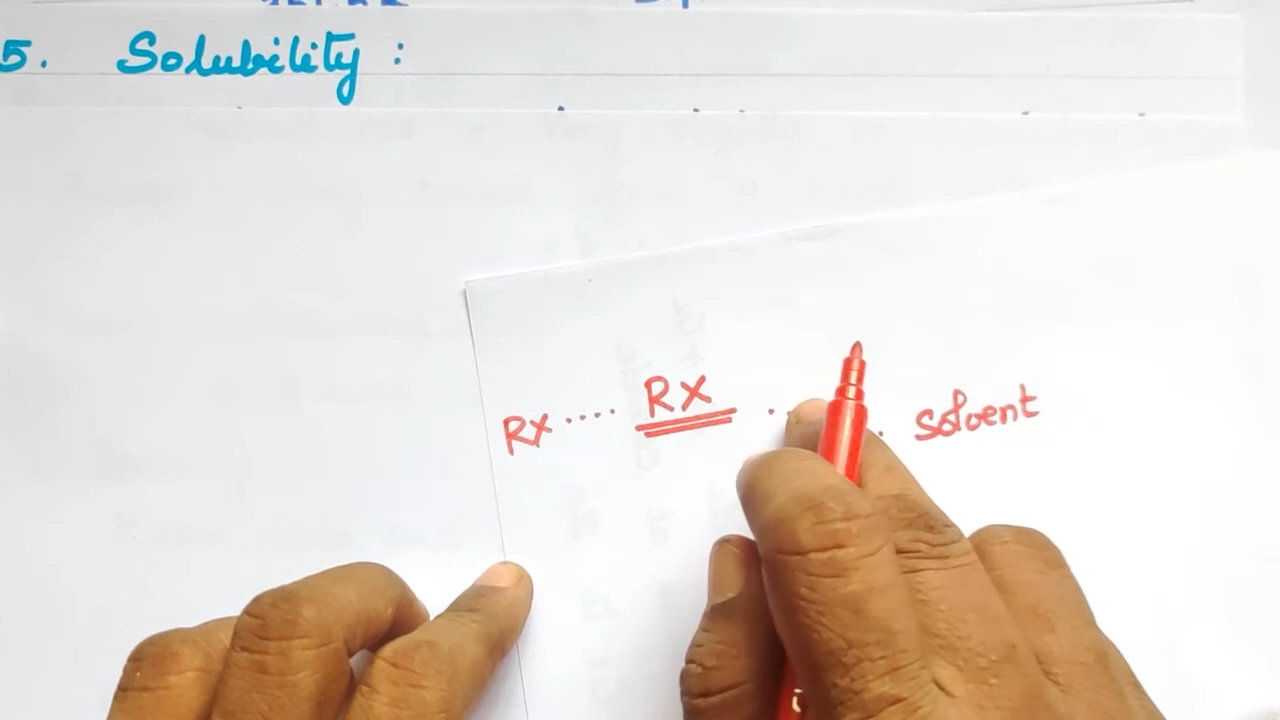 5. Solubility :
RX .... RX .. . solvent